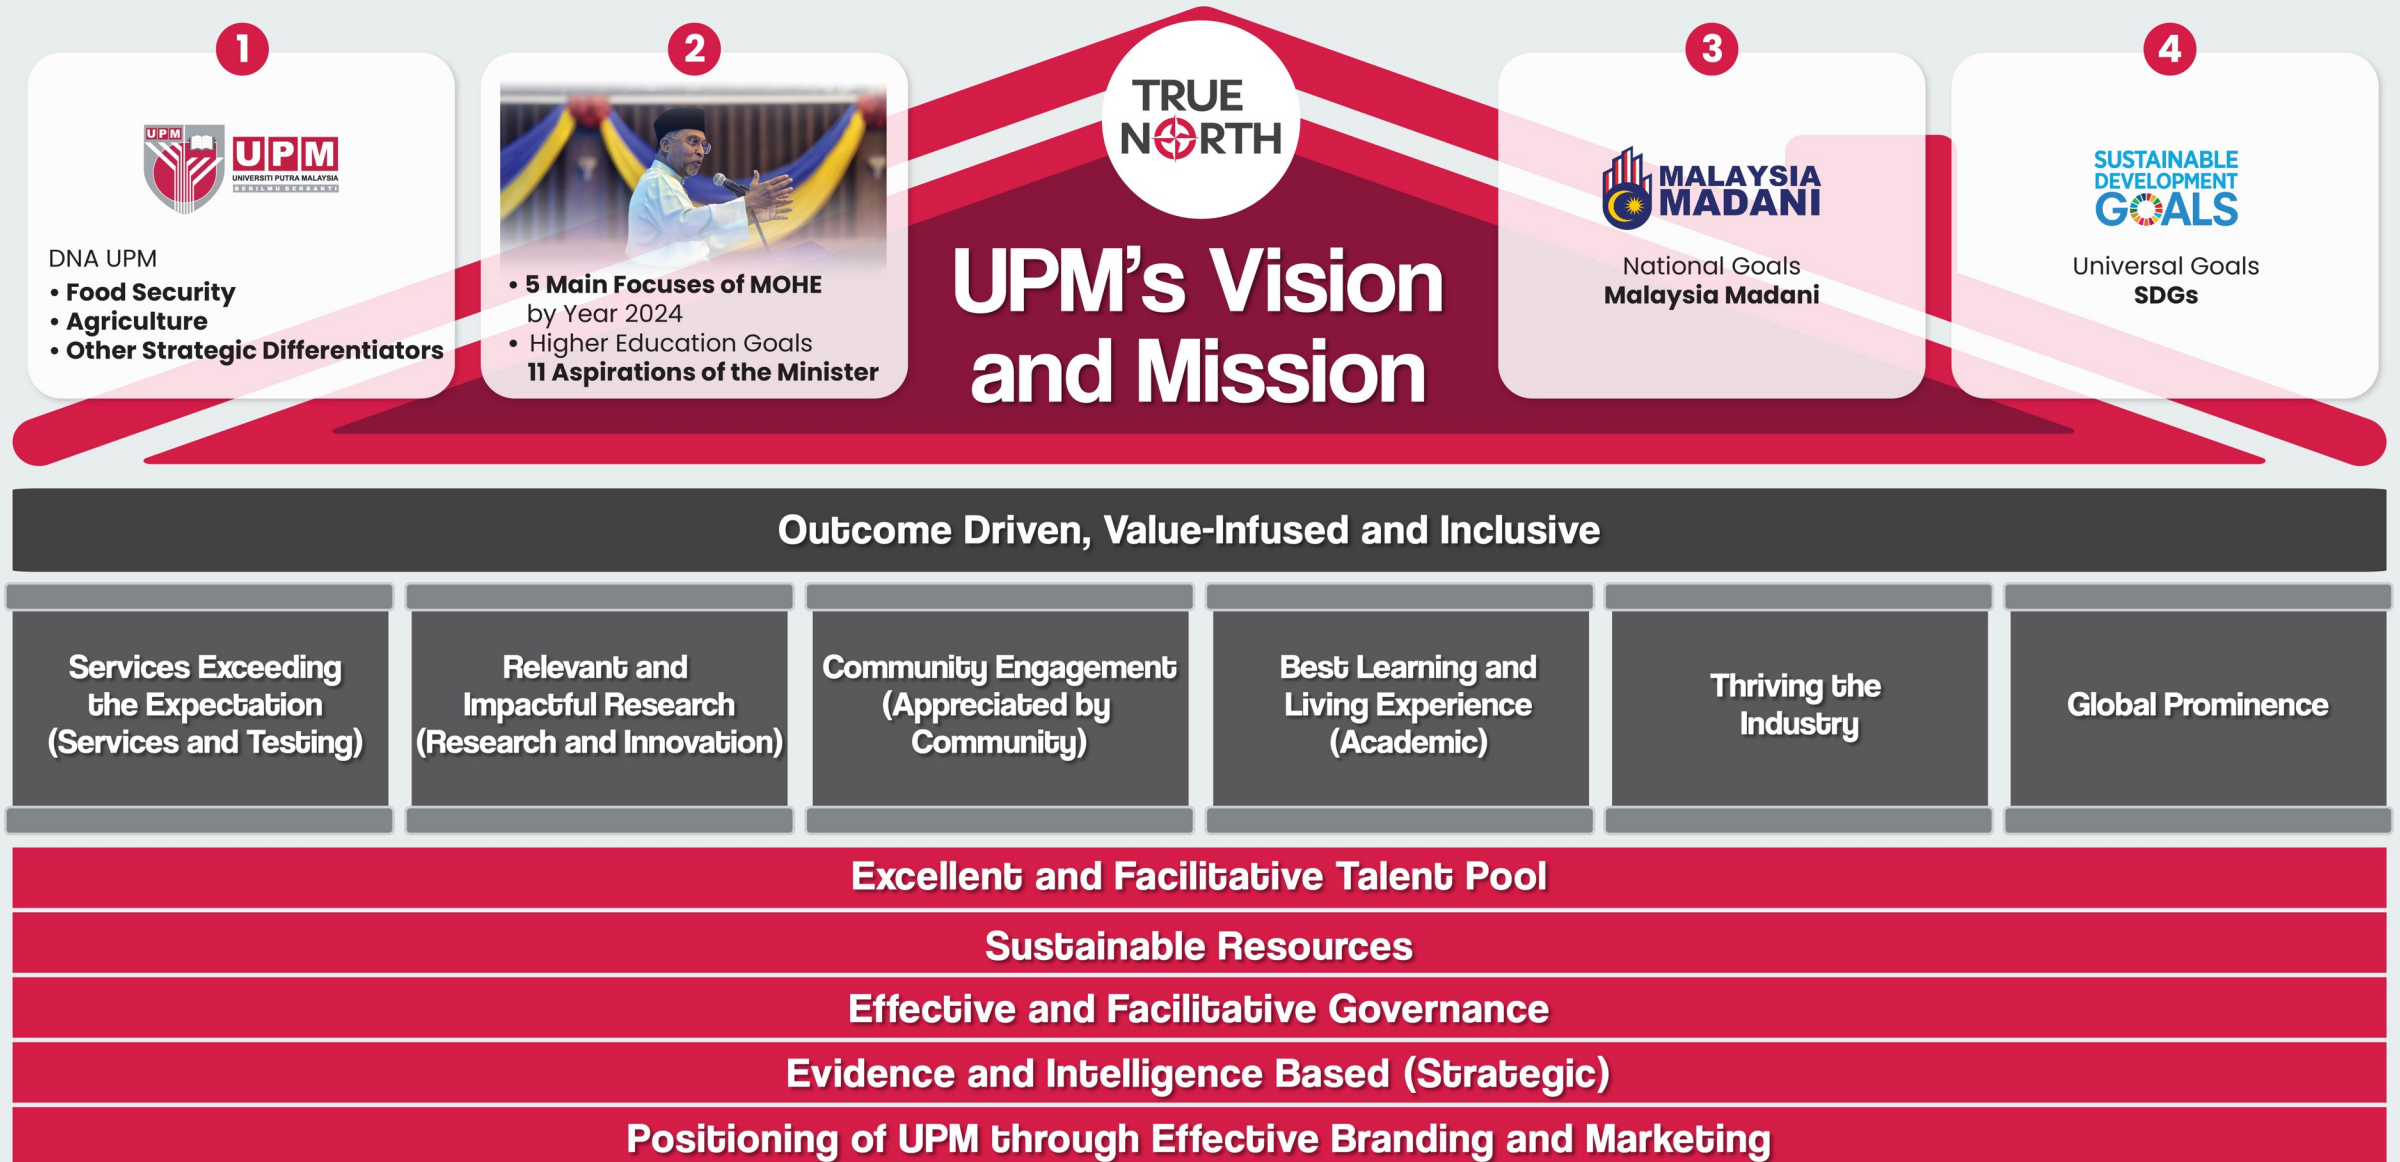 1
UPM
UPM
UNIVERSITI PUTRA MALAYSIA
BERILMU BERBAKTI
DNA UPM
• Food Security
• Agriculture
• Other Strategic Differentiators
2
• 5 Main Focuses of MOHE
by Year 2024
• Higher Education Goals
11 Aspirations of the Minister
TRUE
NORTH
UPM's Vision
and Mission
3
MALAYSIA
MADANI
National Goals
Malaysia Madani
4
SUSTAINABLE
DEVELOPMENT
GOALS
Universal Goals
SDGs
Outcome Driven, Value-Infused and Inclusive
Services Exceeding
the Expectation
(Services and Testing)
Relevant and
Impactful Research
(Research and Innovation)
Community Engagement
(Appreciated by
Community)
Best Learning and
Living Experience
(Academic)
Thriving the
Industry
Global Prominence
Excellent and Facilitative Talent Pool
Sustainable Resources
Effective and Facilitative Governance
Evidence and Intelligence Based (Strategic)
Positioning of UPM through Effective Branding and Marketing